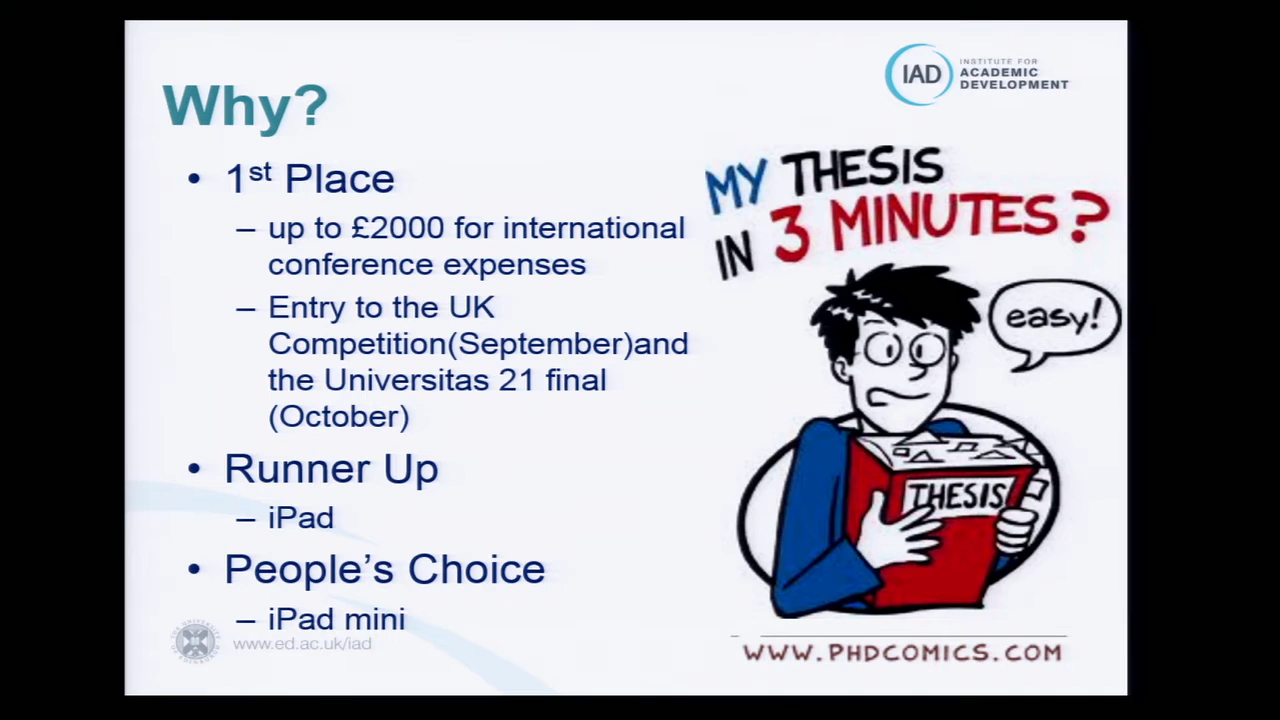 IAD
INSTITUTE FOR
ACADEMIC
DEVELOPMENT
Why?
• 1st Place
– up to £2000 for international
conference expenses
– Entry to the UK
Competition(September)and
the Universitas 21 final
(October)
• Runner Up
– iPad
• People's Choice
– iPad mini
www.ed.ac.uk/iad
MY THESIS
IN 3 MINUTES?
easy!
THESIS
WWW.PHDCOMICS.COM